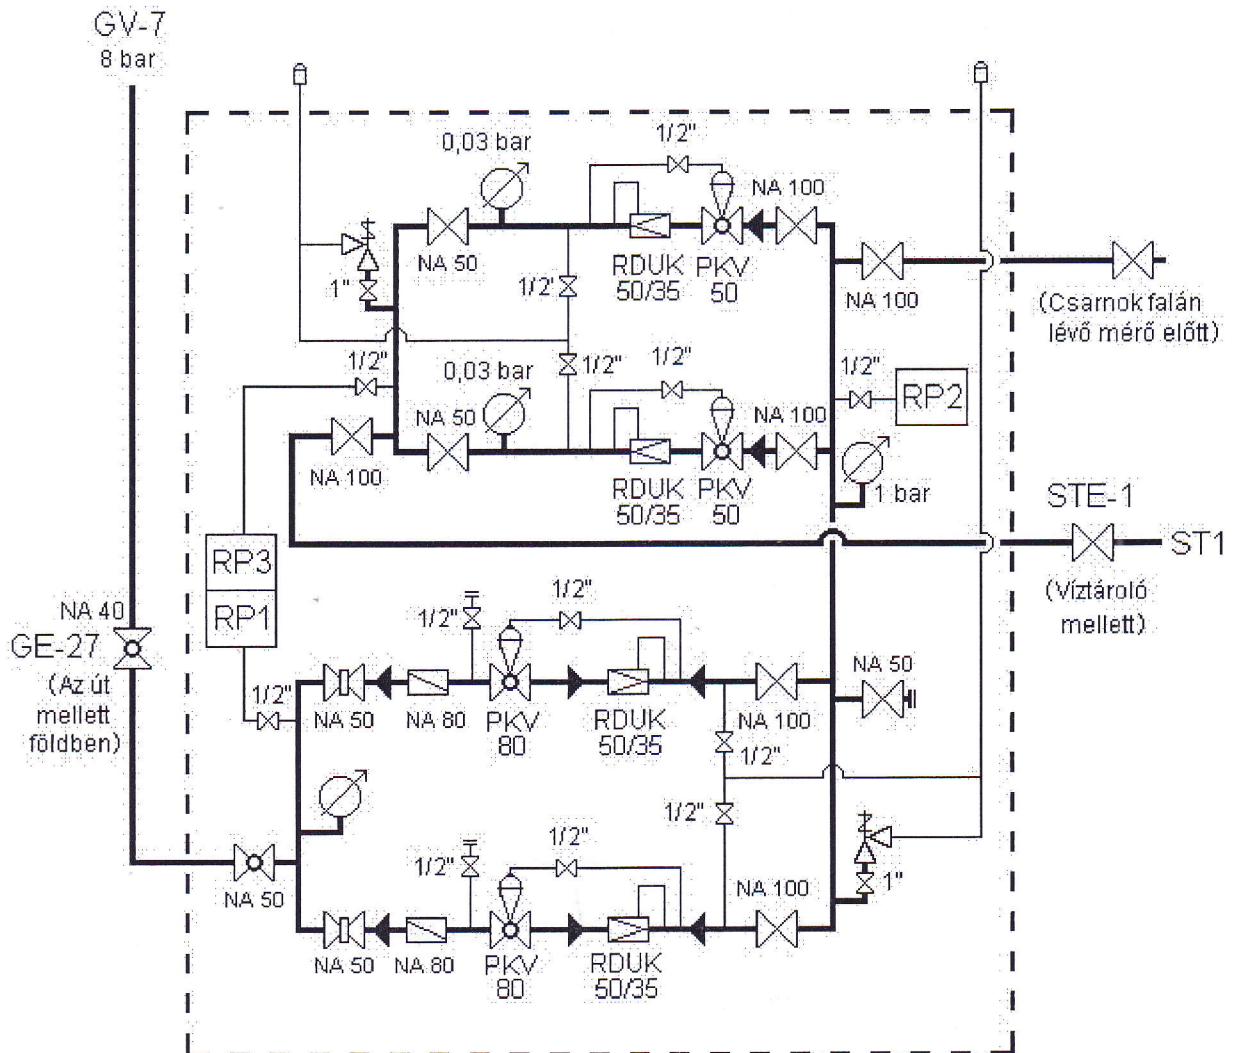 GV-7
8 bar
0,03 bar
1/2"
NA 100
NA 50
RDUK
50/35
PKV
50
1"
1/2'
NA 100
(Csarnok falán
lévő mérő előtt)
1/2"
0,03 bar
1/2"
1/2"
1/2"
RP2
NA 50
NA 100
NA 100
RDUK
50/35
PKV
50
1 bar
STE-1
ST1
(Víztároló
mellett)
RP3
RP1
NA 40
GE-27
(Az út
mellett
földben)
1/2"
1/2"
1/2"
NA 50
NA 50
NA 80
PKV
80
RDUK
50/35
NA 100
1/2"
1/2"
1/2"
1/2"
NA 50
NA 100
1"
NA 50
NA 80
PKV
80
RDUK
50/35